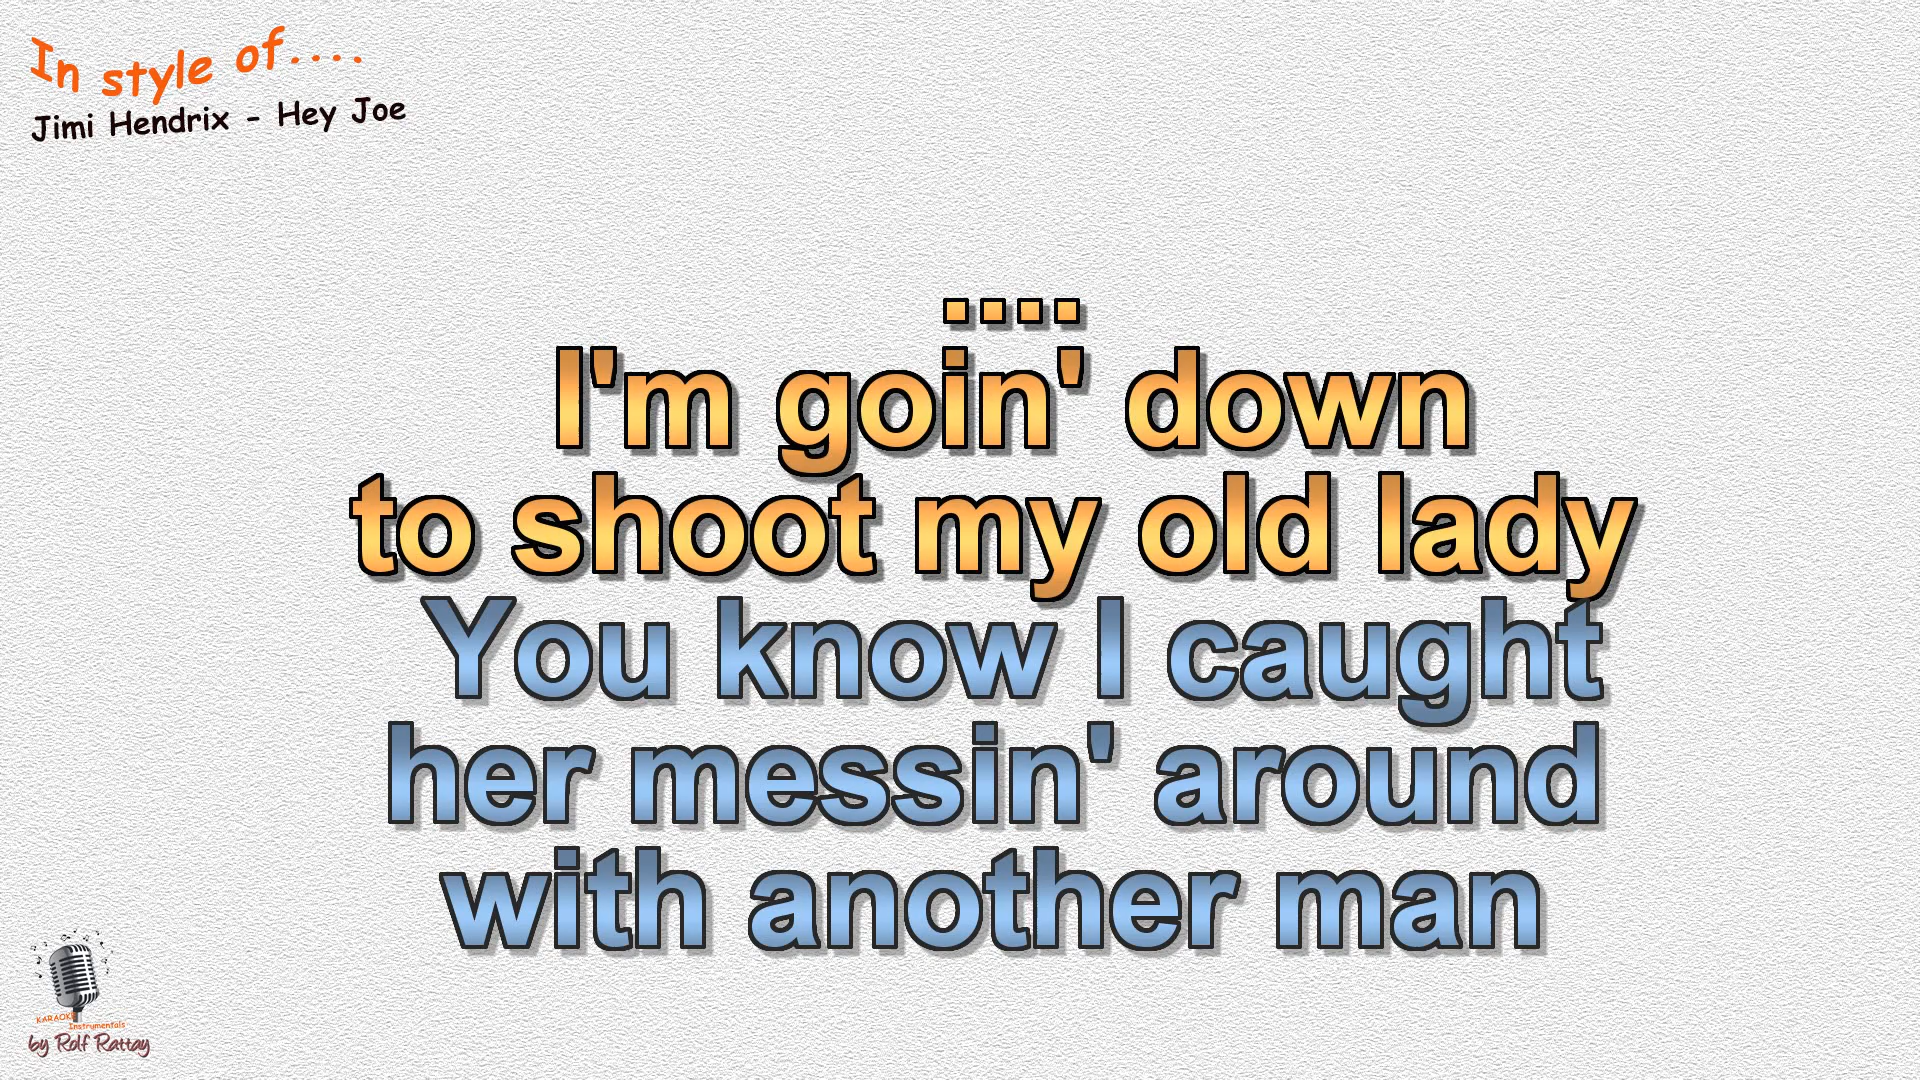 In style of....
Jimi Hendrix - Hey Joe
....
I'm goin' down
to shoot my old lady
You know I caught
her messin' around
with another man
KARAOKE
Instrumentals
by Rolf Rattay